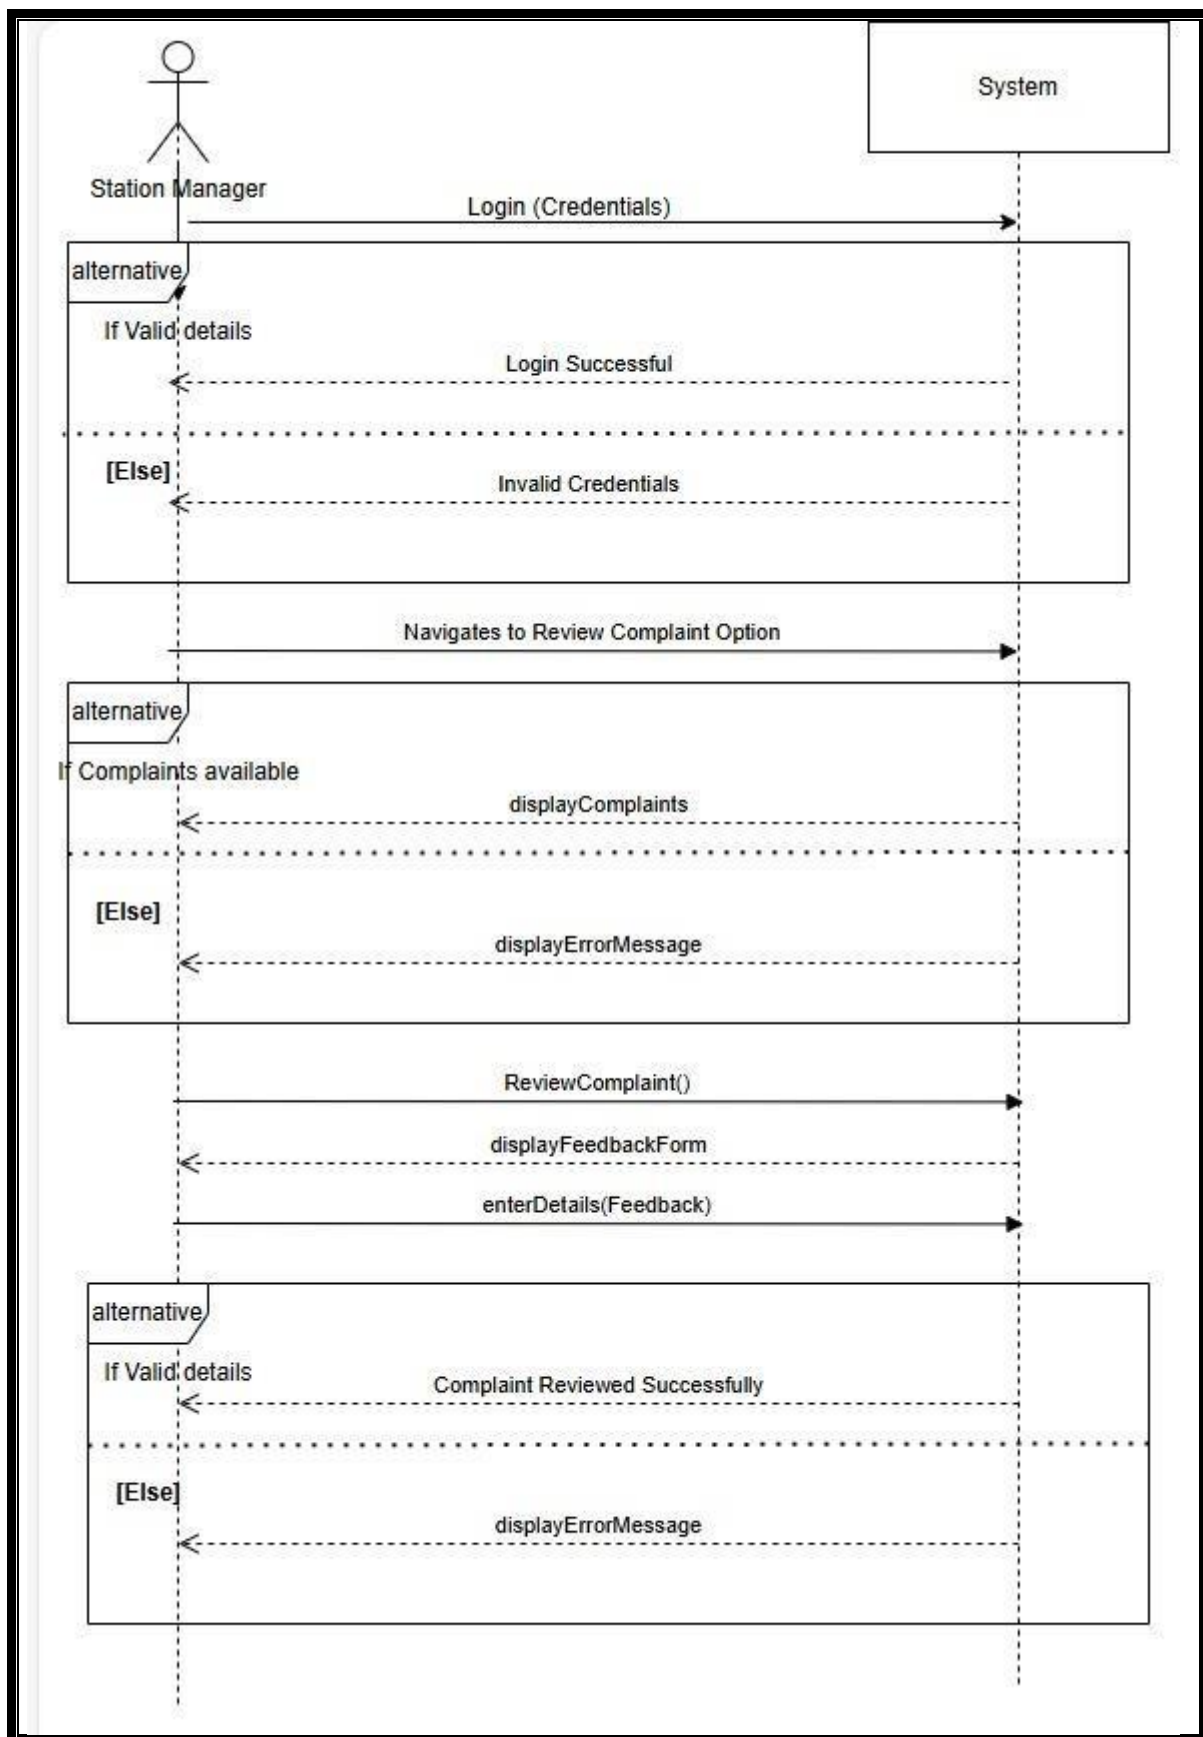 System
Station Manager
Login (Credentials)
alternative
If Valid details
Login Successful
[Else]
Invalid Credentials
Navigates to Review Complaint Option
alternative
If Complaints available
displayComplaints
[Else]
displayErrorMessage
ReviewComplaint()
displayFeedbackForm
enterDetails(Feedback)
alternative
If Valid details
Complaint Reviewed Successfully
[Else]
displayErrorMessage